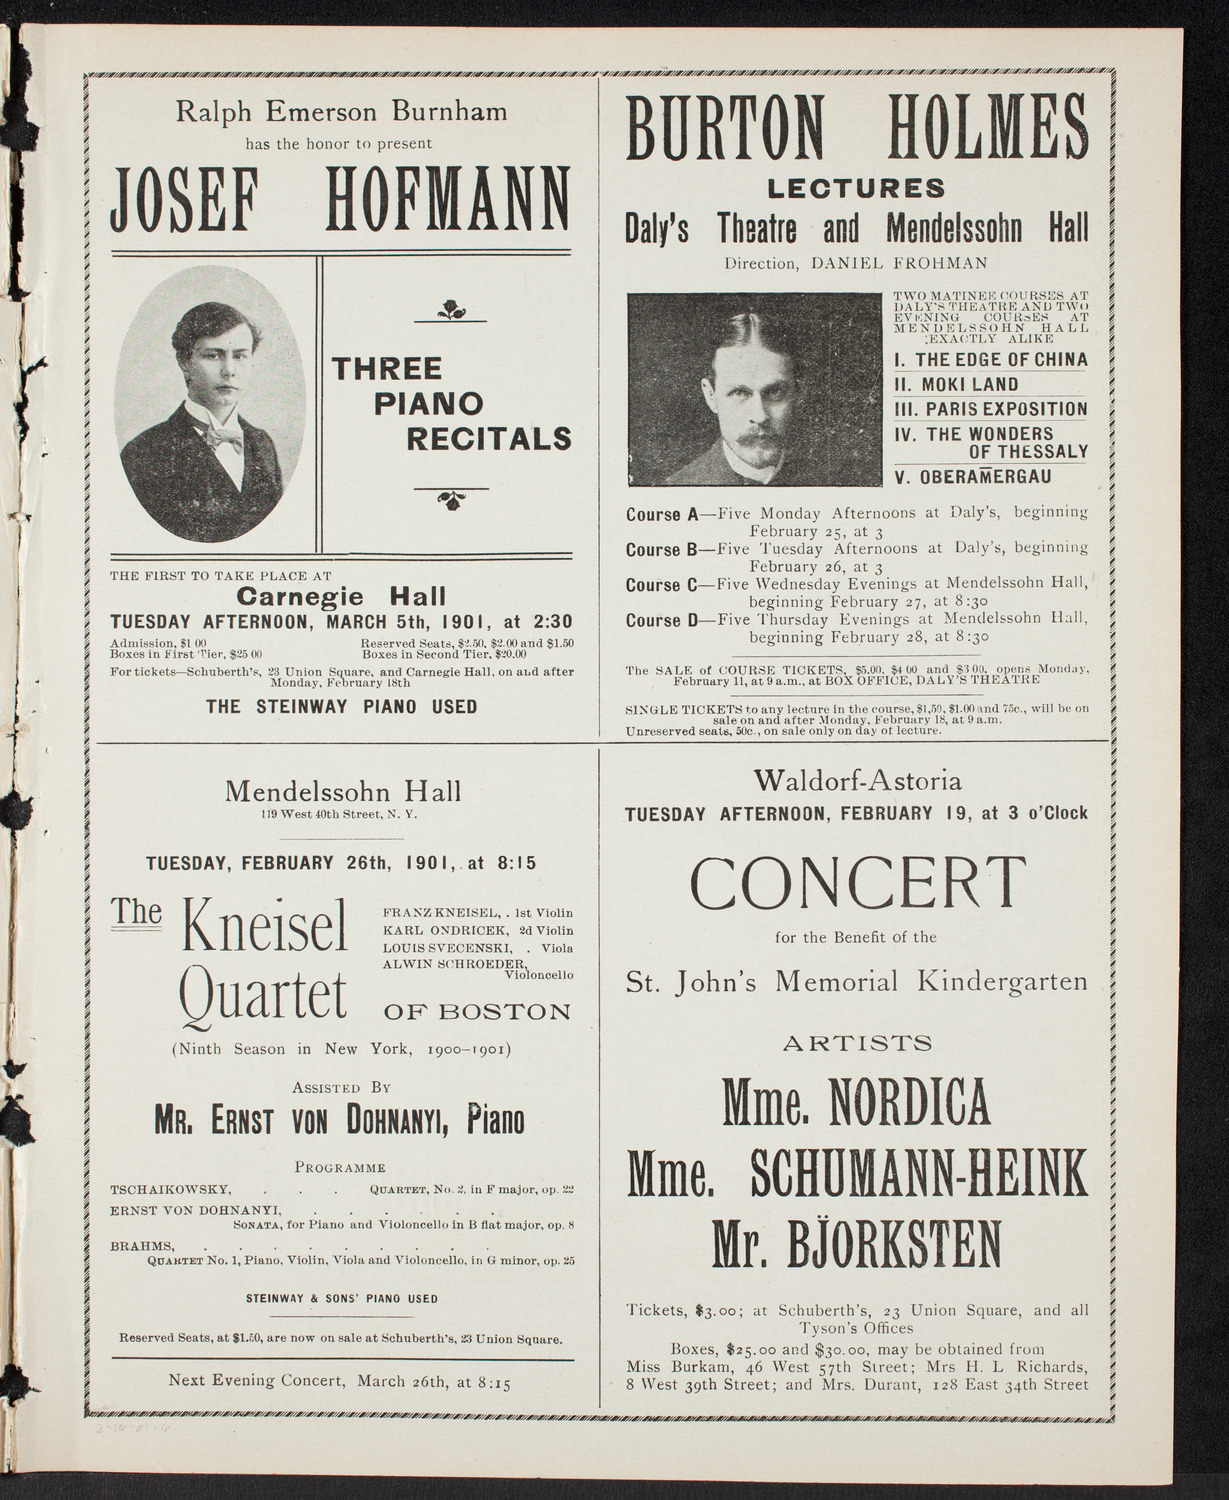 Ralph Emerson Burnham
has the honor to present
JOSEF HOFMANN
THREE
PIANO
RECITALS
THE FIRST TO TAKE PLACE AT
Carnegie Hall
TUESDAY AFTERNOON, MARCH 5th, 1901, at 2:30
Admission, $1 00 Reserved Seats, $2.50, $2.00 and $1.50
Boxes in First Tier, $25 00 Boxes in Second Tier, $20.00
For tickets—Schuberth's, 23 Union Square, and Carnegie Hall, on and after
Monday, February 18th
THE STEINWAY PIANO USED
BURTON HOLMES
LECTURES
Daly's Theatre and Mendelssohn Hall
Direction, DANIEL FROHMAN
TWO MATINEE COURSES AT
DALY'S THEATRE AND TWO
EVENING COURSES AT
MENDELSSOHN HALL
EXACTLY ALIKE
I. THE EDGE OF CHINA
II. MOKI LAND
III. PARIS EXPOSITION
IV. THE WONDERS
OF THESSALY
V. OBERAM̅ERGAU
Course A—Five Monday Afternoons at Daly's, beginning
February 25, at 3
Course B—Five Tuesday Afternoons at Daly's, beginning
February 26, at 3
Course C—Five Wednesday Evenings at Mendelssohn Hall,
beginning February 27, at 8:30
Course D—Five Thursday Evenings at Mendelssohn Hall,
beginning February 28, at 8:30
The SALE of COURSE TICKETS, $5.00, $4 00 and $3 00, opens Monday,
February 11, at 9 a.m., at BOX OFFICE, DALY'S THEATRE
SINGLE TICKETS to any lecture in the course, $1,50, $1.00 and 75c., will be on
sale on and after Monday, February 18, at 9 a.m.
Unreserved seats, 50c., on sale only on day of lecture.
Mendelssohn Hall
119 West 40th Street, N. Y.
TUESDAY, FEBRUARY 26th, 1901, at 8:15
The Kneisel
Quartet
FRANZ KNEISEL, . 1st Violin
KARL ONDRICEK, 2d Violin
LOUIS SVECENSKI, . Viola
ALWIN SCHROEDER,
Violoncello
OF BOSTON
(Ninth Season in New York, 1900-1901)
ASSISTED BY
MR. ERNST VON DOHNANYI, Piano
PROGRAMME
TSCHAIKOWSKY, . . . QUARTET, No. 2, in F major, op. 22
ERNST VON DOHNANYI, . . . . . .
SONATA, for Piano and Violoncello in B flat major, op. 8
BRAHMS, . . . . . . . . .
QUARTET No. 1, Piano, Violin, Viola and Violoncello, in G minor, op. 25
STEINWAY & SONS' PIANO USED
Reserved Seats, at $1.50, are now on sale at Schuberth's, 23 Union Square.
Next Evening Concert, March 26th, at 8:15
Waldorf-Astoria
TUESDAY AFTERNOON, FEBRUARY 19, at 3 o'Clock
CONCERT
for the Benefit of the
St. John's Memorial Kindergarten
ARTISTS
Mme. NORDICA
Mme. SCHUMANN-HEINK
Mr. BJÖRKSTEN
Tickets, $3.00; at Schuberth's, 23 Union Square, and all
Tyson's Offices
Boxes, $25.00 and $30.00, may be obtained from
Miss Burkam, 46 West 57th Street; Mrs H. L Richards,
8 West 39th Street; and Mrs. Durant, 128 East 34th Street